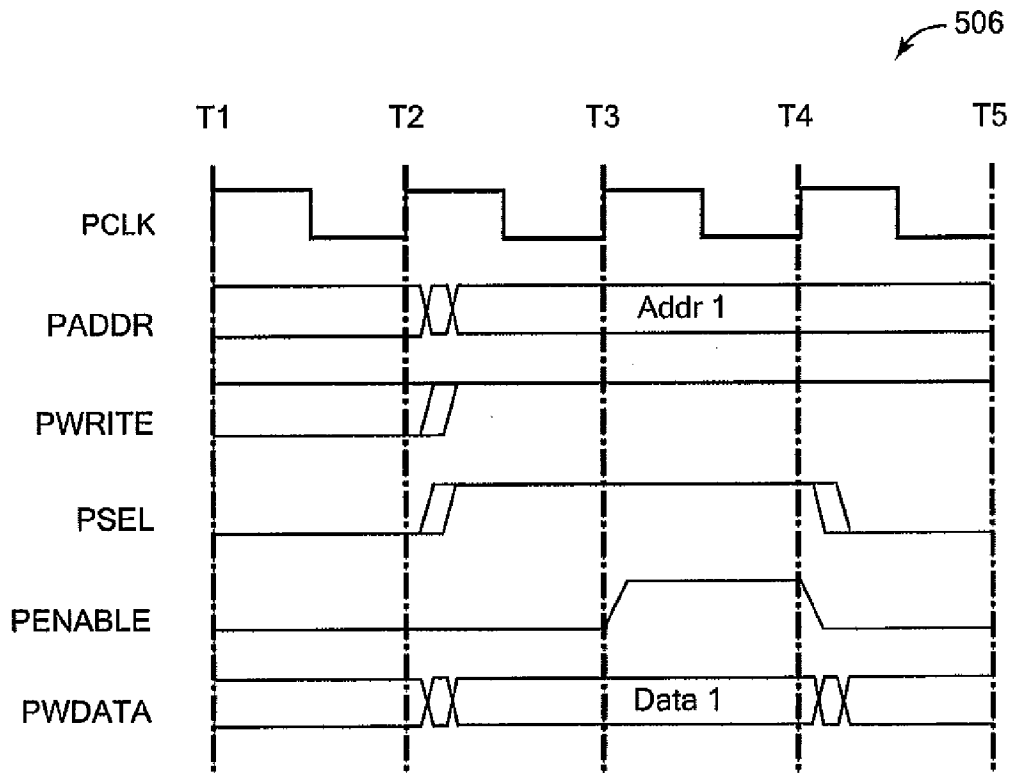 506
T1 T2 T3 T4 T5
PCLK
PADDR Addr 1
PWRITE
PSEL
PENABLE
PWDATA Data 1